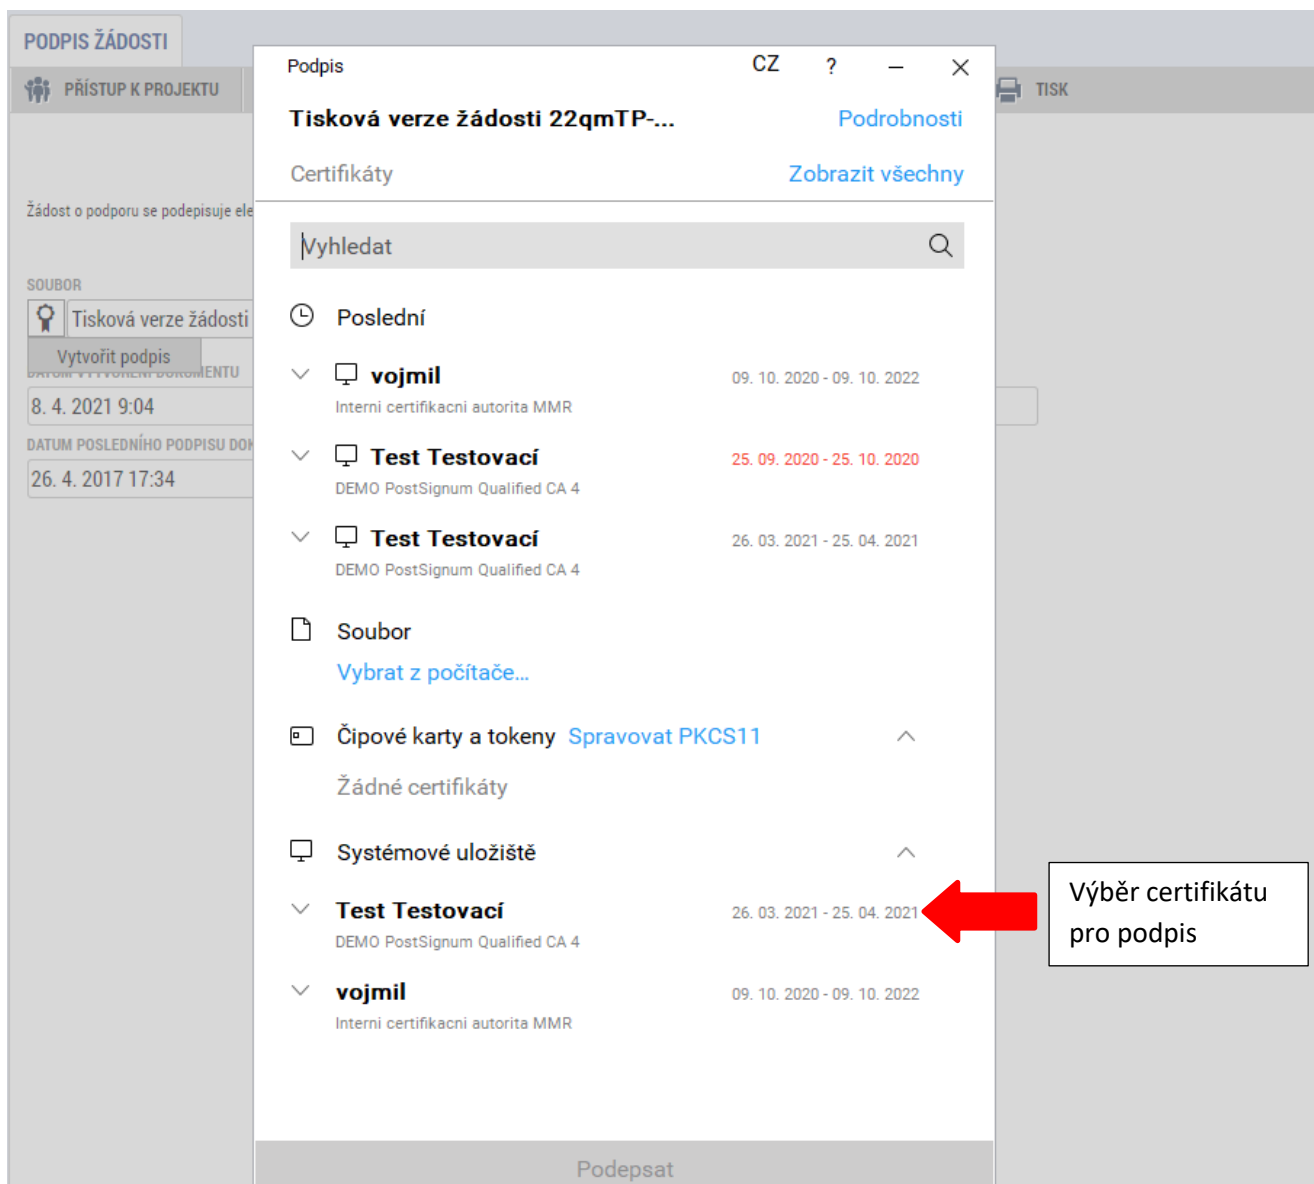 PODPIS ŽÁDOSTI
PŘÍSTUP K PROJEKTU
TISK
Žádost o podporu se podepisuje ele
SOUBOR
Tisková verze žádosti
Vytvořit podpis
DATUM VYTVOŘENÍ DOKUMENTU
8. 4. 2021 9:04
DATUM POSLEDNÍHO PODPISU DOK
26. 4. 2017 17:34
Podpis CZ ?
Tisková verze žádosti 22qmTP-... Podrobnosti
Certifikáty Zobrazit všechny
Vyhledat
Poslední
vojmil 09. 10. 2020 - 09. 10. 2022
Interni certifikacni autorita MMR
Test Testovací 25. 09. 2020 - 25. 10. 2020
DEMO PostSignum Qualified CA 4
Test Testovací 26. 03. 2021 - 25. 04. 2021
DEMO PostSignum Qualified CA 4
Soubor
Vybrat z počítače...
Čipové karty a tokeny Spravovat PKCS11
Žádné certifikáty
Systémové uložiště
Test Testovací 26. 03. 2021 - 25. 04. 2021
DEMO PostSignum Qualified CA 4
vojmil 09. 10. 2020 - 09. 10. 2022
Interni certifikacni autorita MMR
Podepsat
Výběr certifikátu
pro podpis